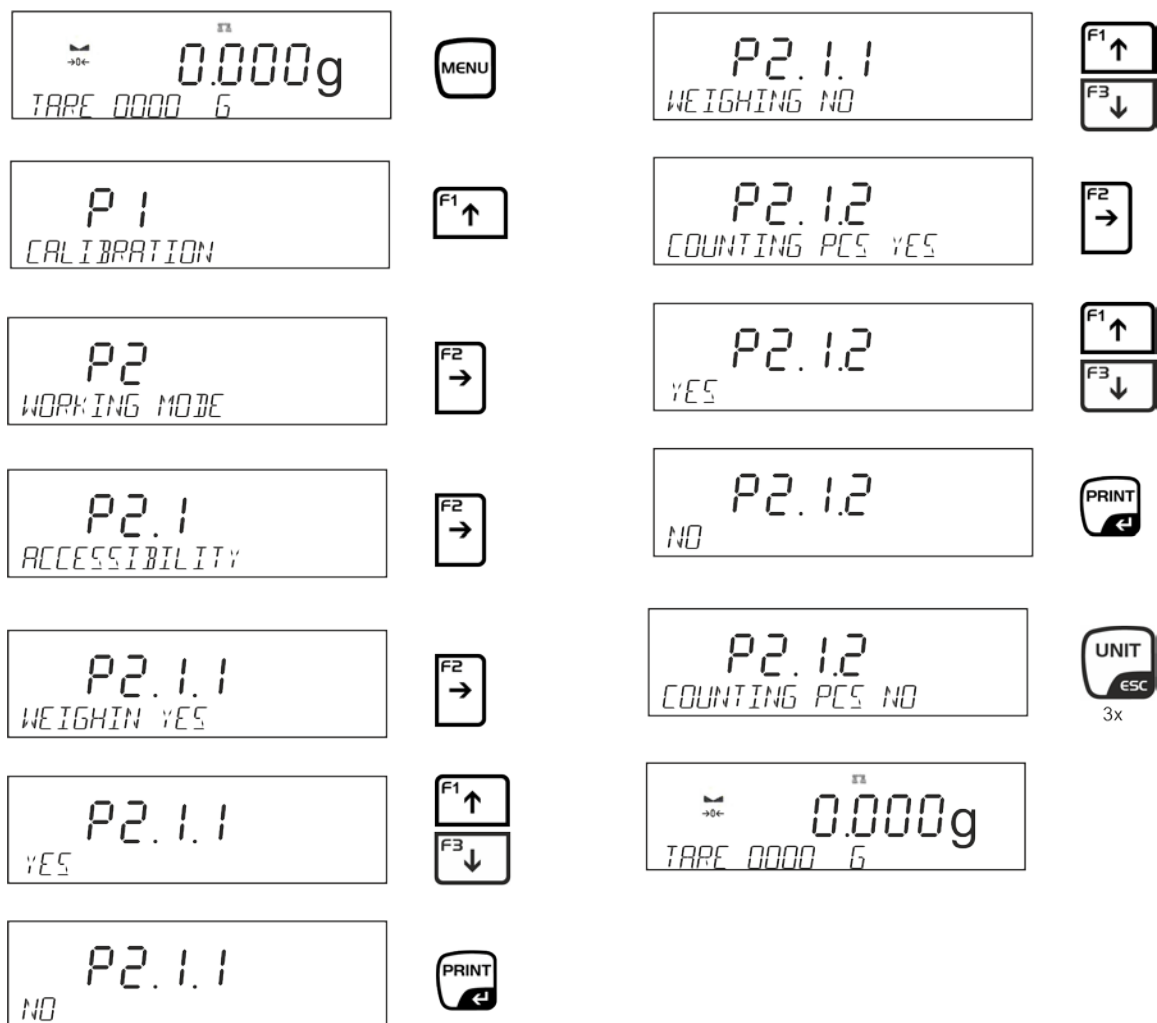 →0← 0.000g
TARE 0000 G
MENU
P1
CALIBRATION
F1 ↑
P2
WORKING MODE
F2 →
P2.1
ACCESSIBILITY
F2 →
P2.1.1
WEIGHIN YES
F2 →
P2.1.1
YES
F1 ↑
F3 ↓
P2.1.1
NO
PRINT
P2.1.1
WEIGHING NO
F1 ↑
F3 ↓
P2.1.2
COUNTING PCS YES
F2 →
P2.1.2
YES
F1 ↑
F3 ↓
P2.1.2
NO
PRINT
P2.1.2
COUNTING PCS NO
UNIT
ESC
3x
→0← 0.000g
TARE 0000 G